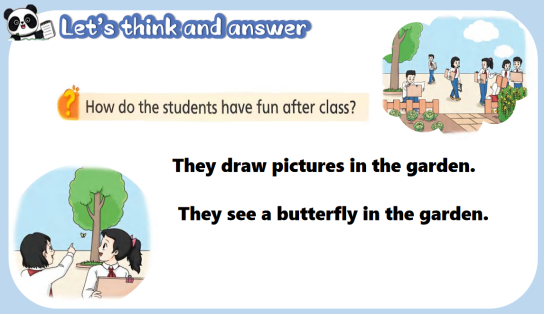 Let's think and answer
? How do the students have fun after class?
They draw pictures in the garden.
They see a butterfly in the garden.